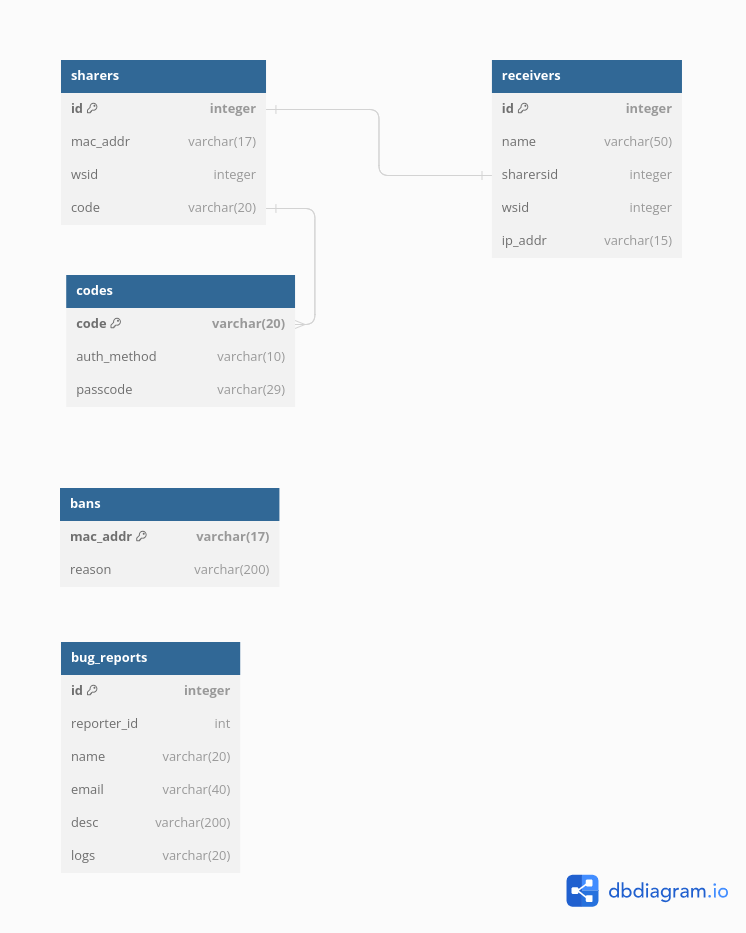 sharers
id integer
mac_addr varchar(17)
wsid integer
code varchar(20)
receivers
id integer
name varchar(50)
sharersid integer
wsid integer
ip_addr varchar(15)
codes
code varchar(20)
auth_method varchar(10)
passcode varchar(29)
bans
mac_addr varchar(17)
reason varchar(200)
bug_reports
id integer
reporter_id int
name varchar(20)
email varchar(40)
desc varchar(200)
logs varchar(20)
dbdiagram.io